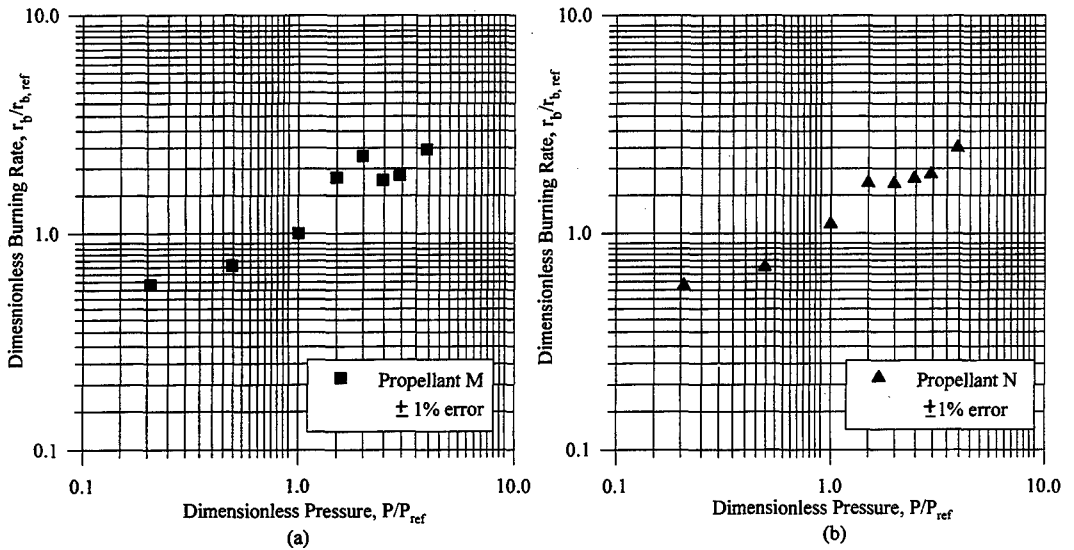 10.0
1.0
0.1
Dimesnionless Burning Rate, r_b/r_b, ref
Propellant M
± 1% error
0.1
1.0
10.0
Dimensionless Pressure, P/P_ref
(a)
10.0
1.0
0.1
Dimensionless Burning Rate, r_b/r_b, ref
Propellant N
± 1% error
0.1
1.0
10.0
Dimensionless Pressure, P/P_ref
(b)